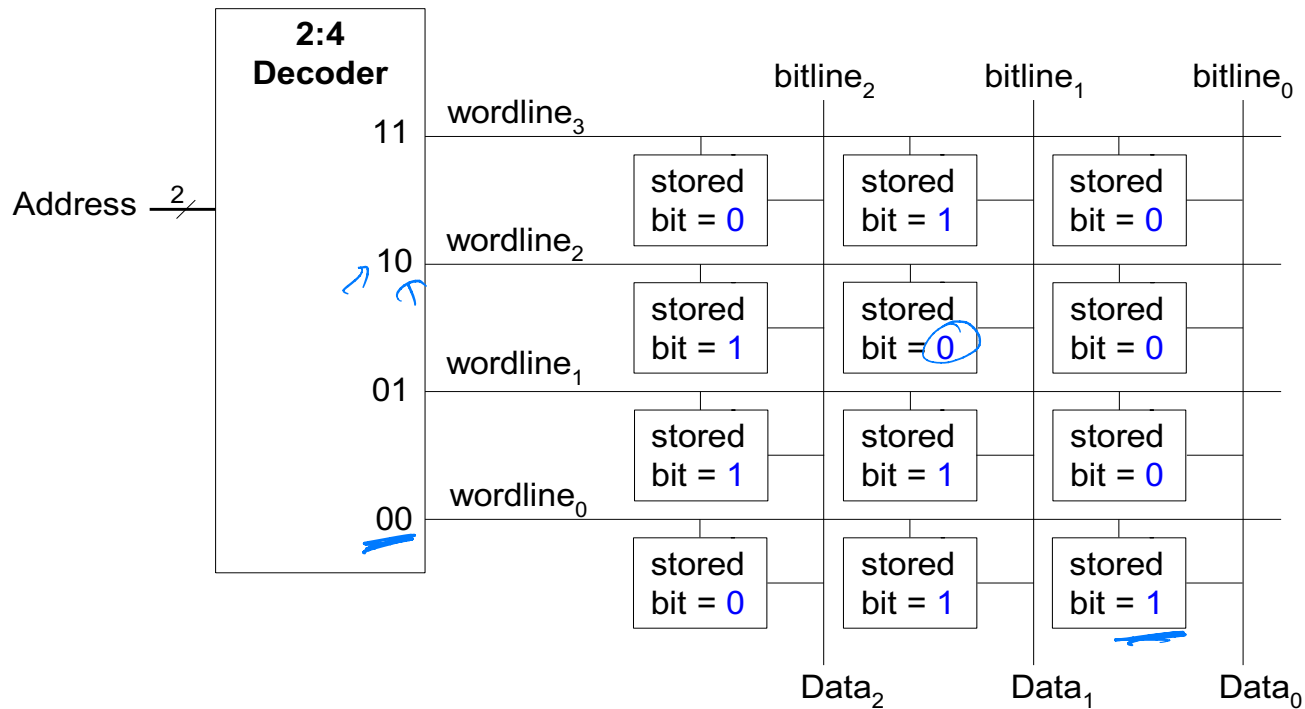 2:4
Decoder
bitline₂ bitline₁ bitline₀
wordline₃
11
stored stored stored
bit = 0 bit = 1 bit = 0
Address 2
wordline₂
10
stored stored stored
bit = 1 bit = 0 bit = 0
wordline₁
01
stored stored stored
bit = 1 bit = 1 bit = 0
wordline₀
00
stored stored stored
bit = 0 bit = 1 bit = 1
Data₂ Data₁ Data₀